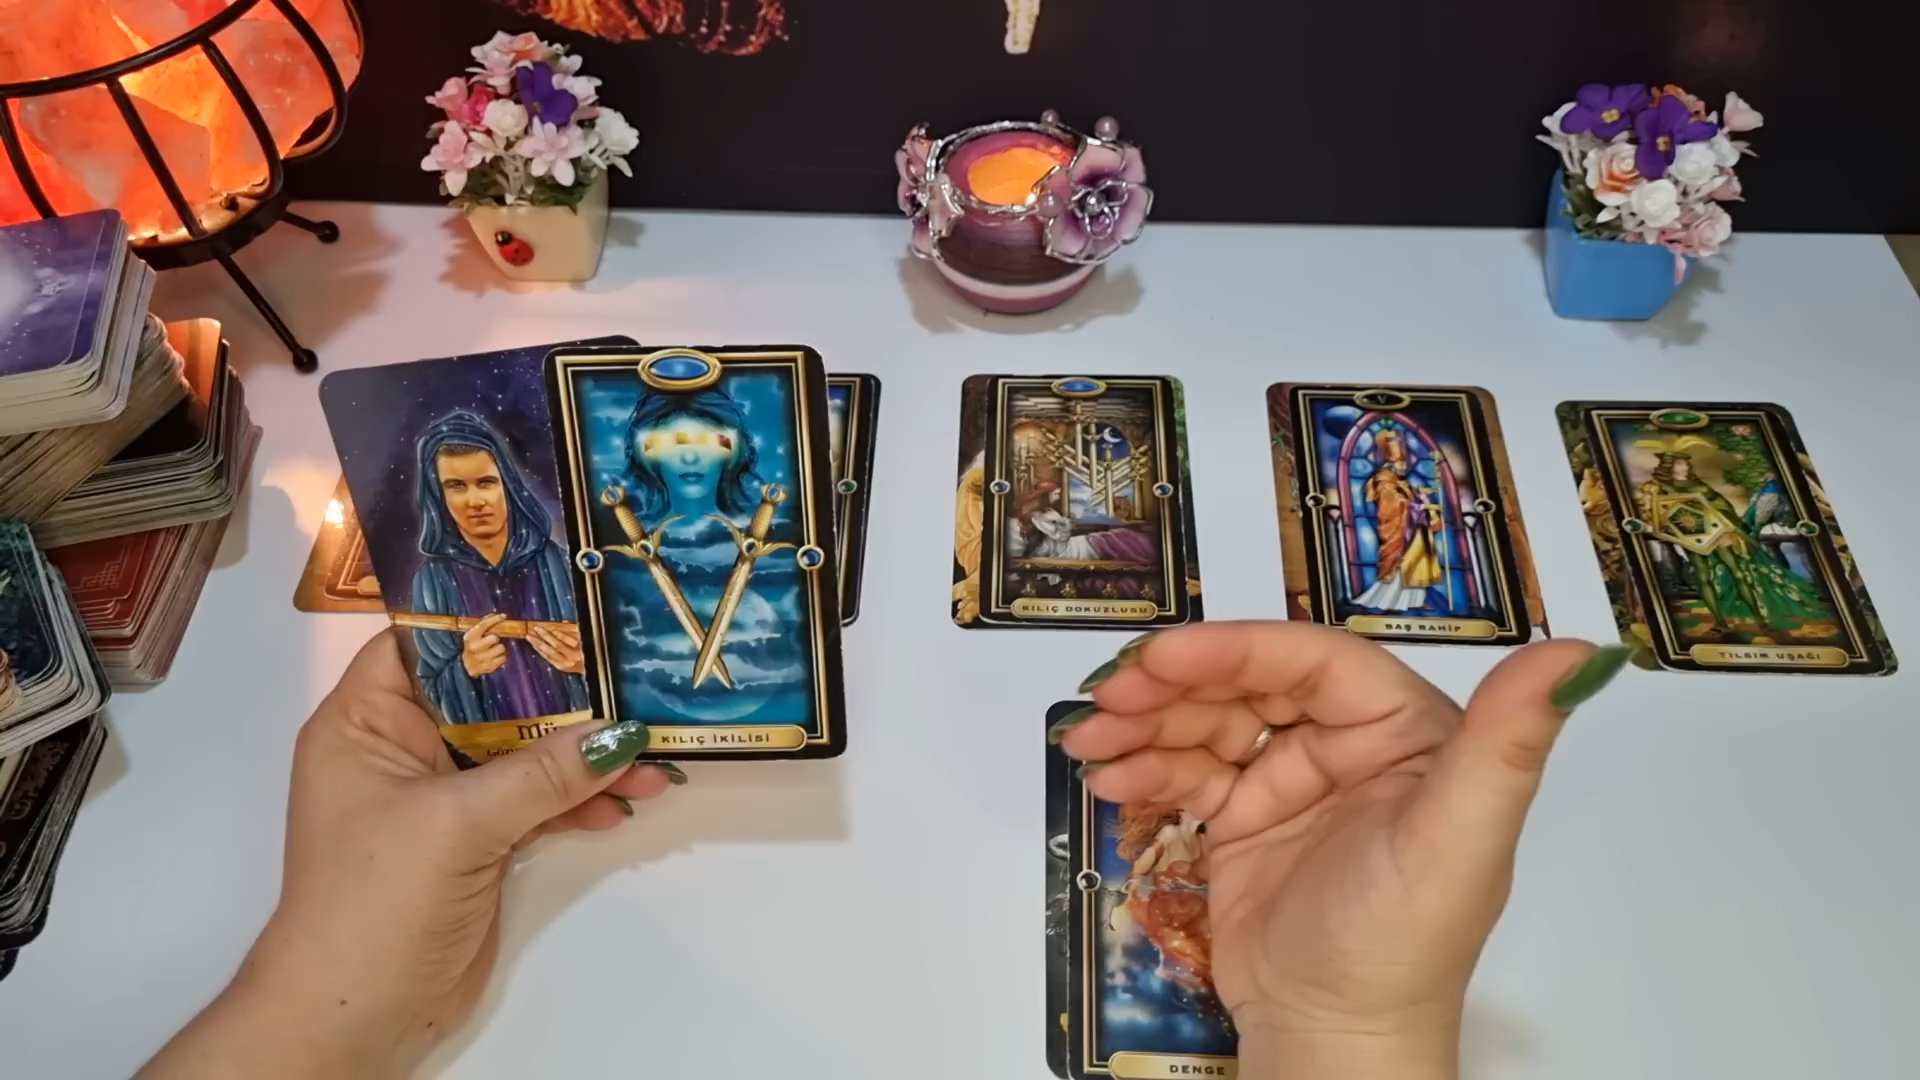 KILIÇ İKİLİSİ
KILIÇ DOKUZLUSU
V
BAŞ RAHİP
TILSIM UŞAĞI
DENGE